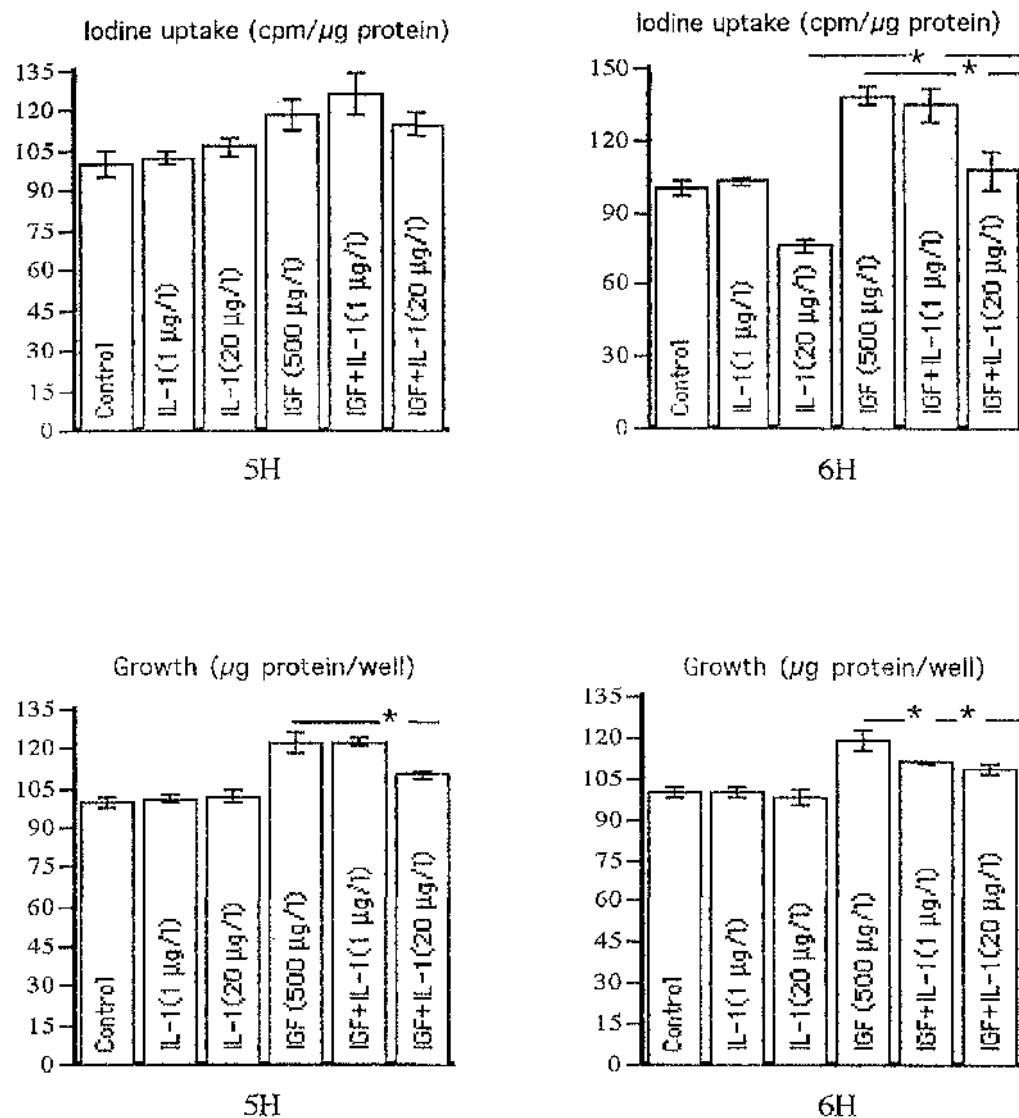 Iodine uptake (cpm/µg protein)
135
120
105
90
75
60
45
30
15
0
Control
IL-1(1 µg/l)
IL-1(20 µg/l)
IGF (500 µg/l)
IGF+IL-1(1 µg/l)
IGF+IL-1(20 µg/l)
5H
Iodine uptake (cpm/µg protein)
* 
*
150
120
90
60
30
0
Control
IL-1(1 µg/l)
IL-1(20 µg/l)
IGF (500 µg/l)
IGF+IL-1(1 µg/l)
IGF+IL-1(20 µg/l)
6H
Growth (µg protein/well)
*
135
120
105
90
75
60
45
30
15
0
Control
IL-1(1 µg/l)
IL-1(20 µg/l)
IGF (500 µg/l)
IGF+IL-1(1 µg/l)
IGF+IL-1(20 µg/l)
5H
Growth (µg protein/well)
* *
135
120
105
90
75
60
45
30
15
0
Control
IL-1(1 µg/l)
IL-1(20 µg/l)
IGF (500 µg/l)
IGF+IL-1(1 µg/l)
IGF+IL-1(20 µg/l)
6H